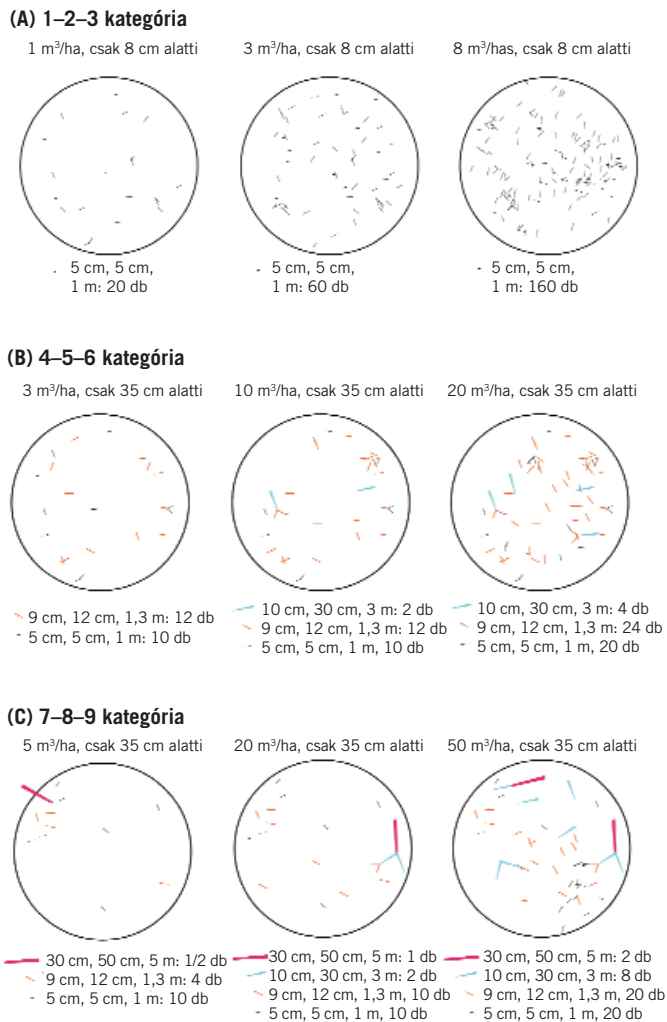 (A) 1–2–3 kategória
1 m³/ha, csak 8 cm alatti
3 m³/ha, csak 8 cm alatti
8 m³/has, csak 8 cm alatti
5 cm, 5 cm,
1 m: 20 db
5 cm, 5 cm,
1 m: 60 db
5 cm, 5 cm,
1 m: 160 db
(B) 4–5–6 kategória
3 m³/ha, csak 35 cm alatti
10 m³/ha, csak 35 cm alatti
20 m³/ha, csak 35 cm alatti
9 cm, 12 cm, 1,3 m: 12 db
5 cm, 5 cm, 1 m: 10 db
10 cm, 30 cm, 3 m: 2 db
9 cm, 12 cm, 1,3 m: 12 db
5 cm, 5 cm, 1 m, 10 db
10 cm, 30 cm, 3 m: 4 db
9 cm, 12 cm, 1,3 m: 24 db
5 cm, 5 cm, 1 m, 20 db
(C) 7–8–9 kategória
5 m³/ha, csak 35 cm alatti
20 m³/ha, csak 35 cm alatti
50 m³/ha, csak 35 cm alatti
30 cm, 50 cm, 5 m: 1/2 db
9 cm, 12 cm, 1,3 m: 4 db
5 cm, 5 cm, 1 m: 10 db
30 cm, 50 cm, 5 m: 1 db
10 cm, 30 cm, 3 m: 2 db
9 cm, 12 cm, 1,3 m, 10 db
5 cm, 5 cm, 1 m, 10 db
30 cm, 50 cm, 5 m: 2 db
10 cm, 30 cm, 3 m: 8 db
9 cm, 12 cm, 1,3 m, 20 db
5 cm, 5 cm, 1 m, 20 db